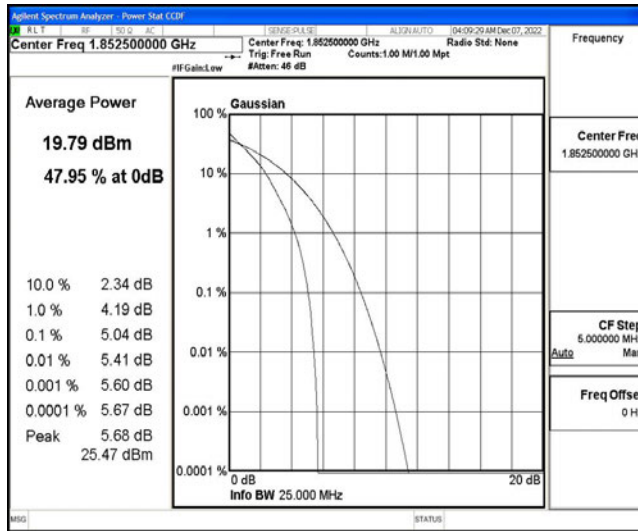 Agilent Spectrum Analyzer - Power Stat CCDF
RLT RF 50 Ω AC SENSE:PULSE ALIGN AUTO 04:09:29 AM Dec 07, 2022
Center Freq 1.852500000 GHz
Center Freq: 1.852500000 GHz Radio Std: None
Trig: Free Run Counts:1.00 M/1.00 Mpt
#IFGain:Low #Atten: 46 dB
Frequency
Average Power
19.79 dBm
47.95 % at 0dB
10.0 % 2.34 dB
1.0 % 4.19 dB
0.1 % 5.04 dB
0.01 % 5.41 dB
0.001 % 5.60 dB
0.0001 % 5.67 dB
Peak 5.68 dB
25.47 dBm
Gaussian
100 %
10 %
1 %
0.1 %
0.01 %
0.001 %
0.0001 %
0 dB 20 dB
Info BW 25.000 MHz
Center Fre
1.852500000 GH
CF Step
5.000000 MH
Auto Ma
Freq Offse
0 H
MSG STATUS